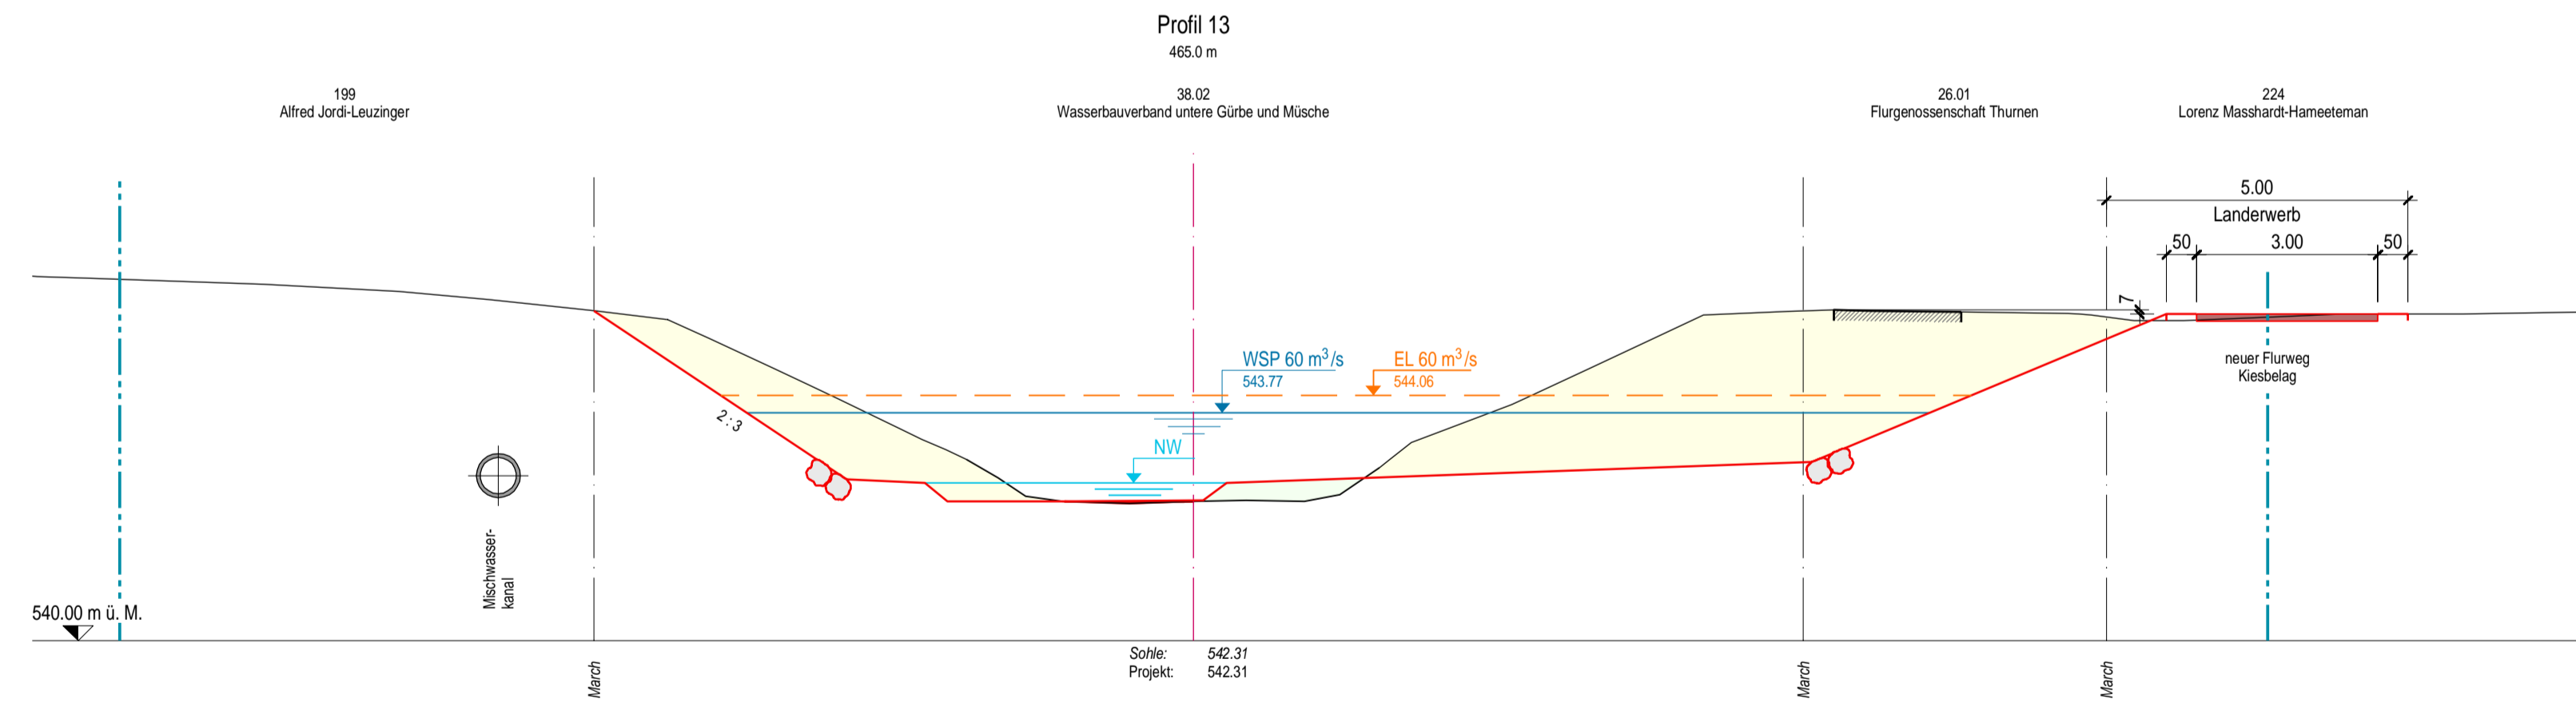 Profil 13
465.0 m
199
Alfred Jordi-Leuzinger
38.02
Wasserbauverband untere Gürbe und Müsche
26.01
Flurgenossenschaft Thurnen
224
Lorenz Masshardt-Hameeteman
5.00
Landerwerb
50
3.00
50
7
WSP 60 m³/s
543.77
EL 60 m³/s
544.06
neuer Flurweg
Kiesbelag
2 : 3
NW
Mischwasser-
kanal
540.00 m ü. M.
Sohle: 542.31
Projekt: 542.31
March
March
March